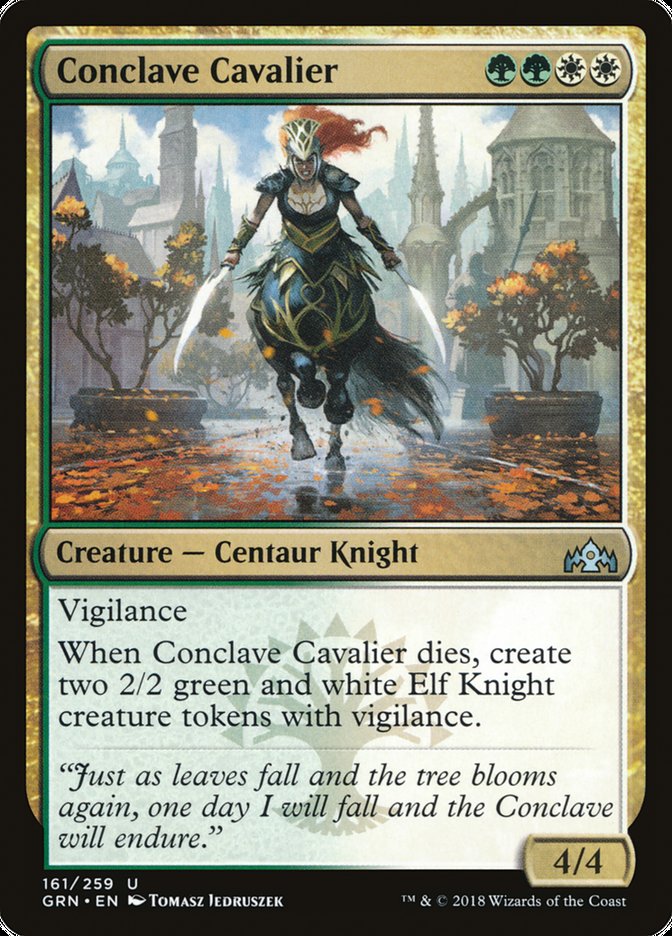 Conclave Cavalier
Creature — Centaur Knight
Vigilance
When Conclave Cavalier dies, create
two 2/2 green and white Elf Knight
creature tokens with vigilance.
“Just as leaves fall and the tree blooms
again, one day I will fall and the Conclave
will endure.”
4/4
161/259 U
GRN • EN Tomasz Jedruszek
™ & © 2018 Wizards of the Coast